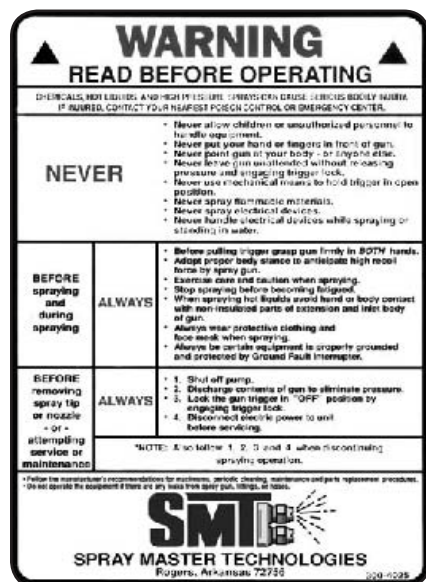 WARNING
READ BEFORE OPERATING
CHEMICALS, HOT LIQUIDS, AND HIGH PRESSURE SPRAYS CAN CAUSE SERIOUS BODILY INJURY.
IF INJURED, CONTACT YOUR NEAREST POISON CONTROL OR EMERGENCY CENTER.
NEVER
• Never allow children or unauthorized personnel to
handle equipment.
• Never put your hand or fingers in front of gun.
• Never point gun at your body - or anyone else.
• Never leave gun unattended without releasing
pressure and engaging trigger lock.
• Never use mechanical means to hold trigger in open
position.
• Never spray flammable materials.
• Never spray electrical devices.
• Never handle electrical devices while spraying or
standing in water.
BEFORE
spraying
and
during
spraying
ALWAYS
• Before pulling trigger grasp gun firmly in BOTH hands.
• Adopt proper body stance to anticipate high recoil
force by spray gun.
• Exercise care and caution when spraying.
• Stop spraying before becoming fatigued.
• When spraying hot liquids avoid hand or body contact
with non-insulated parts of extension and inlet body
of gun.
• Always wear protective clothing and
face mask when spraying.
• Always be certain equipment is properly grounded
and protected by Ground Fault Interrupter.
BEFORE
removing
spray tip
or nozzle
- or -
attempting
service or
maintenance
ALWAYS
• 1. Shut off pump.
• 2. Discharge contents of gun to eliminate pressure.
• 3. Lock the gun trigger in "OFF" position by
engaging trigger lock.
• 4. Disconnect electric power to unit
before servicing.
*NOTE: Also follow 1, 2, 3 and 4 when discontinuing
spraying operation.
• Follow the manufacturer's recommendations for machinery, periodic cleaning, maintenance and parts replacement procedures.
• Do not operate the equipment if there are any leaks from spray gun, fittings, or hoses.
SMT
SPRAY MASTER TECHNOLOGIES
Rogers, Arkansas 72756